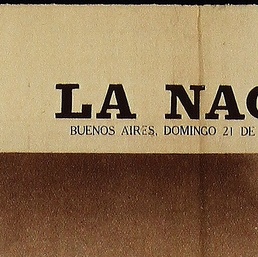 LA NAC
BUENOS AIRES, DOMINGO 21 DE